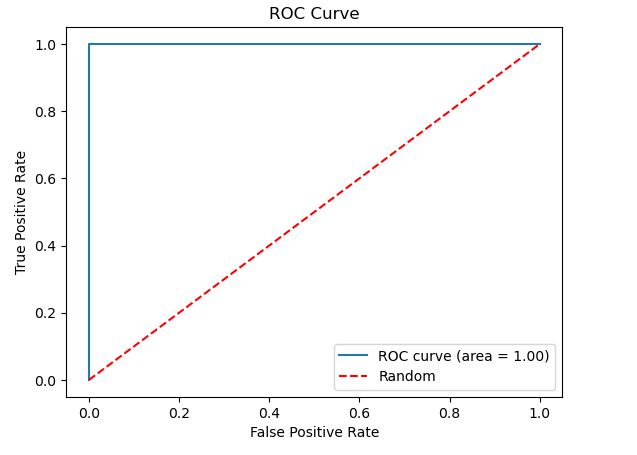 ROC Curve
True Positive Rate
1.0
0.8
0.6
0.4
0.2
0.0
ROC curve (area = 1.00)
Random
0.0 0.2 0.4 0.6 0.8 1.0
False Positive Rate